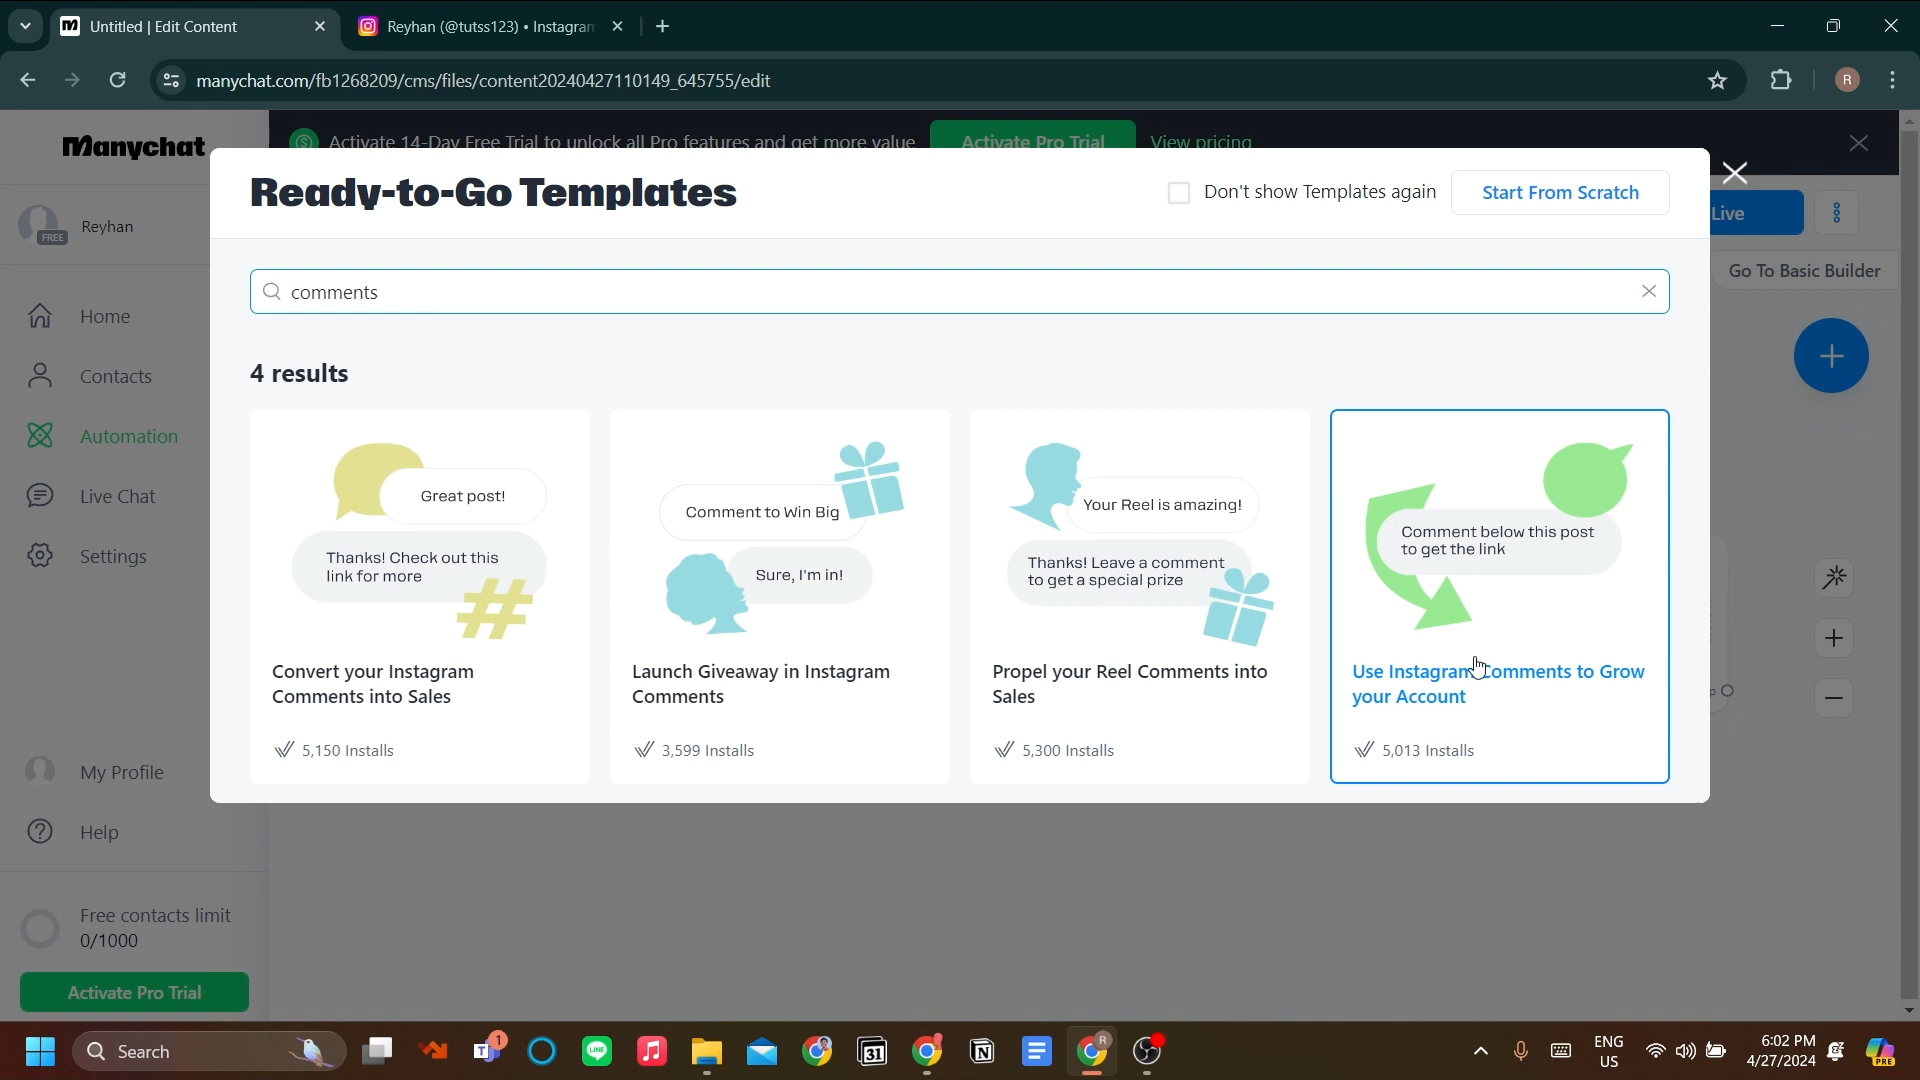 Untitled | Edit Content
Reyhan (@tutss123) • Instagram
manychat.com/fb1268209/cms/files/content20240427110149_645755/edit
R
Manychat
Activate 14-Day Free Trial to unlock all Pro features and get more value
Activate Pro Trial
View pricing
Ready-to-Go Templates
Don't show Templates again
Start From Scratch
Live
Reyhan
FREE
Go To Basic Builder
comments
Home
4 results
Contacts
Automation
Live Chat
Settings
Great post!
Thanks! Check out this
link for more
Convert your Instagram
Comments into Sales
5,150 Installs
Comment to Win Big
Sure, I'm in!
Launch Giveaway in Instagram
Comments
3,599 Installs
Your Reel is amazing!
Thanks! Leave a comment
to get a special prize
Propel your Reel Comments into
Sales
5,300 Installs
Comment below this post
to get the link
Use Instagram Comments to Grow
your Account
5,013 Installs
My Profile
Help
Free contacts limit
0/1000
Activate Pro Trial
Search
1
LINE
31
R
ENG
US
6:02 PM
4/27/2024
PRE